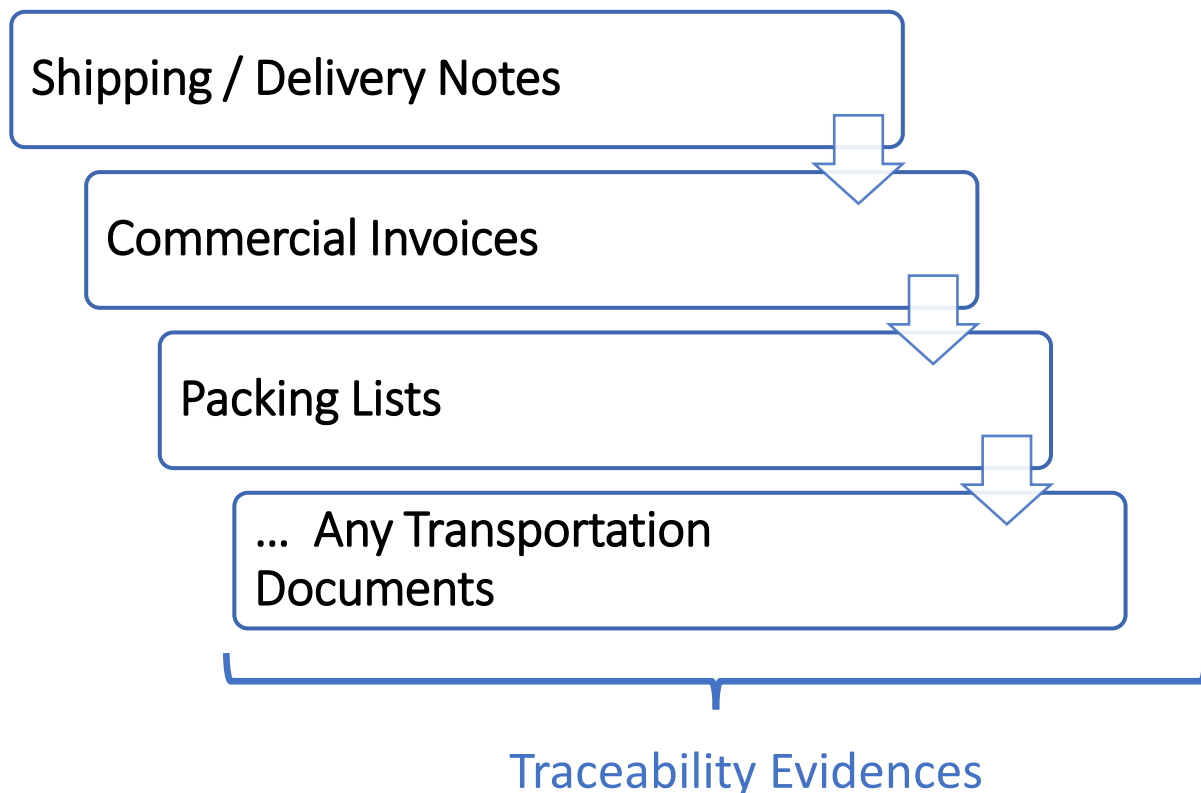 Shipping / Delivery Notes
Commercial Invoices
Packing Lists
... Any Transportation
Documents
Traceability Evidences